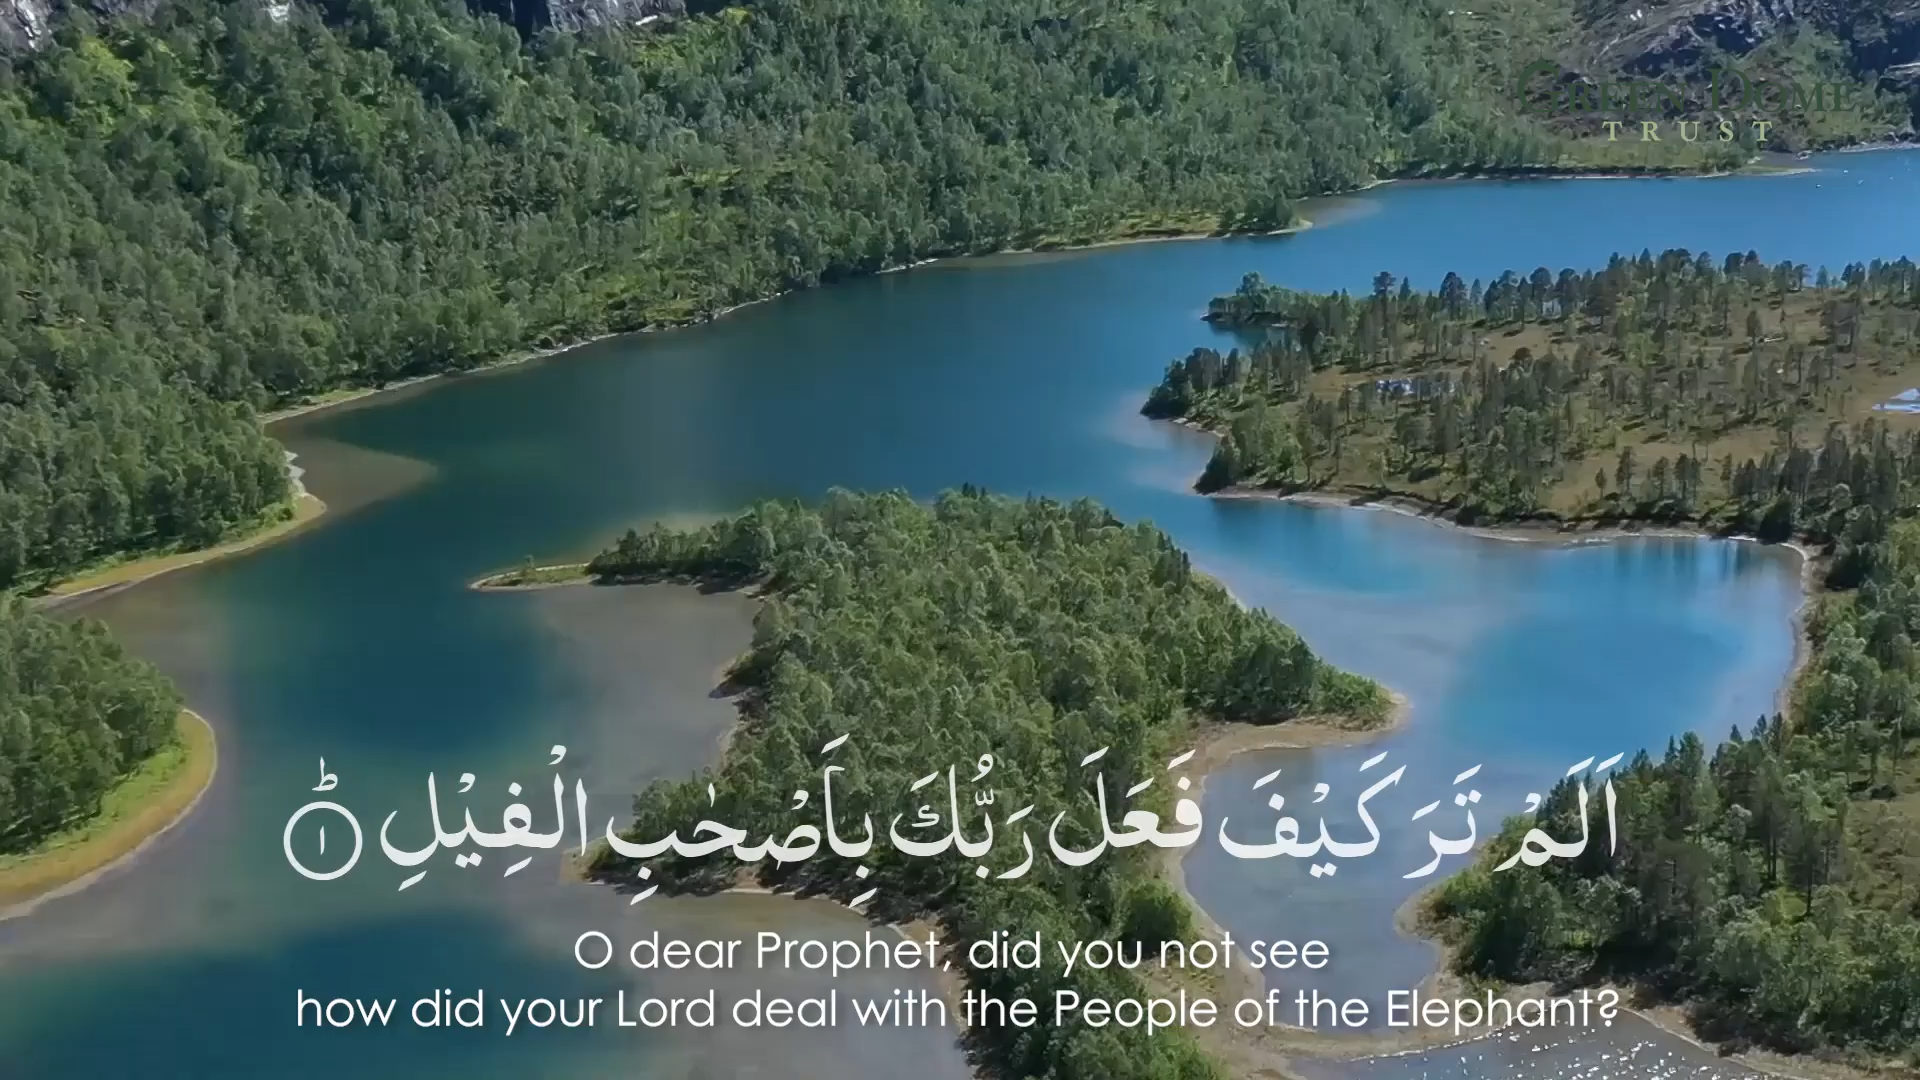 GREEN DOME
TRUST
اَلَمْ تَرَ كَيْفَ فَعَلَ رَبُّكَ بِاَصْحٰبِ الْفِيْلِ ؕ ۝۱
O dear Prophet, did you not see
how did your Lord deal with the People of the Elephant?